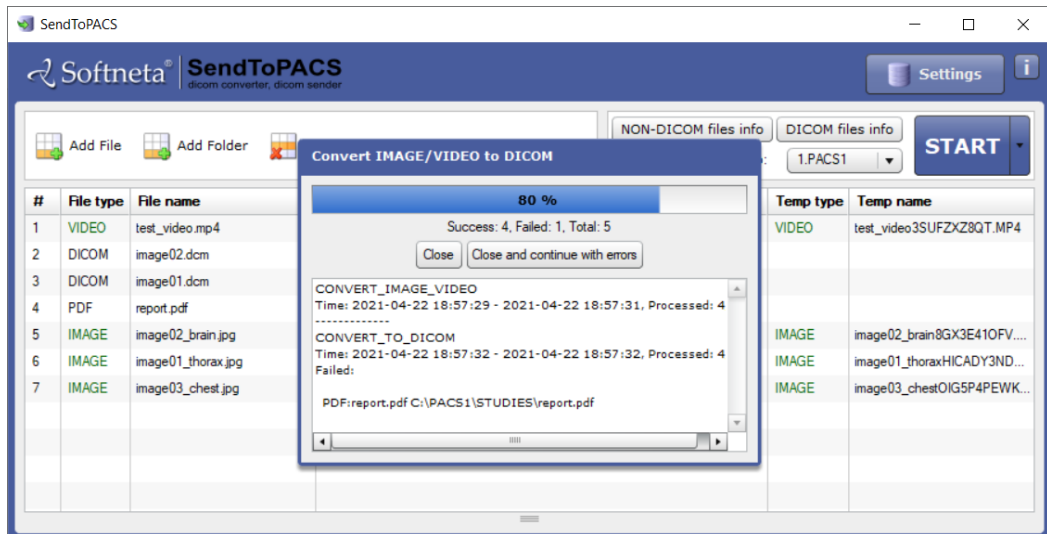 SendToPACS
Softneta® SendToPACS
dicom converter, dicom sender
Settings
i
Add File
Add Folder
NON-DICOM files info
DICOM files info
1.PACS1
START
Convert IMAGE/VIDEO to DICOM
80 %
Success: 4, Failed: 1, Total: 5
Close
Close and continue with errors
CONVERT_IMAGE_VIDEO
Time: 2021-04-22 18:57:29 - 2021-04-22 18:57:31, Processed: 4
-------------
CONVERT_TO_DICOM
Time: 2021-04-22 18:57:32 - 2021-04-22 18:57:32, Processed: 4
Failed:
PDF:report.pdf C:\PACS1\STUDIES\report.pdf
# File type File name Temp type Temp name
1 VIDEO test_video.mp4 VIDEO test_video3SUFZXZ8QT.MP4
2 DICOM image02.dcm
3 DICOM image01.dcm
4 PDF report.pdf
5 IMAGE image02_brain.jpg IMAGE image02_brain8GX3E41OFV....
6 IMAGE image01_thorax.jpg IMAGE image01_thoraxHICADY3ND...
7 IMAGE image03_chest.jpg IMAGE image03_chestOIG5P4PEWK...